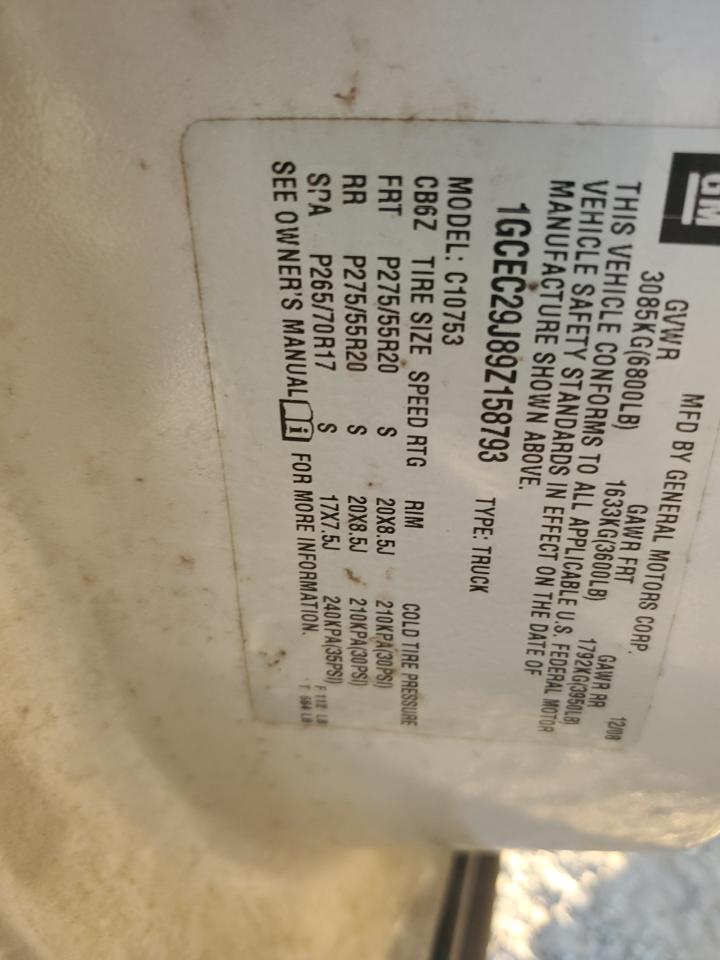 GM
MFD BY GENERAL MOTORS CORP.
12/08
GVWR GAWR FRT GAWR RR
3085KG(6800LB) 1633KG(3600LB) 1792KG(3950LB)
THIS VEHICLE CONFORMS TO ALL APPLICABLE U.S. FEDERAL MOTOR
VEHICLE SAFETY STANDARDS IN EFFECT ON THE DATE OF
MANUFACTURE SHOWN ABOVE.
1GCEC29J89Z158793 TYPE: TRUCK
MODEL: C10753
CB6Z TIRE SIZE SPEED RTG RIM COLD TIRE PRESSURE
FRT P275/55R20 S 20X8.5J 210KPA(30PSI)
RR P275/55R20 S 20X8.5J 210KPA(30PSI)
SPA P265/70R17 S 17X7.5J 240KPA(35PSI)
SEE OWNER'S MANUAL FOR MORE INFORMATION.
F 112 LB
T 664 LB